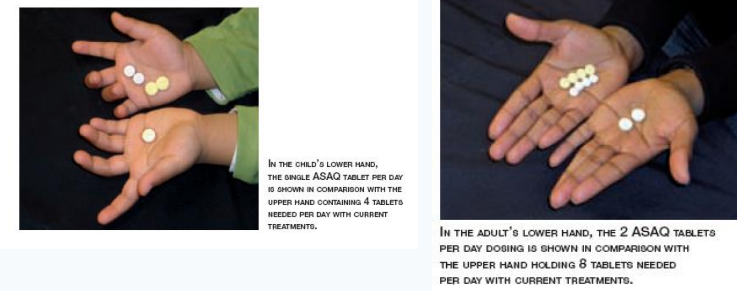 In the child's lower hand,
the single ASAQ tablet per day
is shown in comparison with the
upper hand containing 4 tablets
needed per day with current
treatments.
In the adult's lower hand, the 2 ASAQ tablets
per day dosing is shown in comparison with
the upper hand holding 8 tablets needed
per day with current treatments.